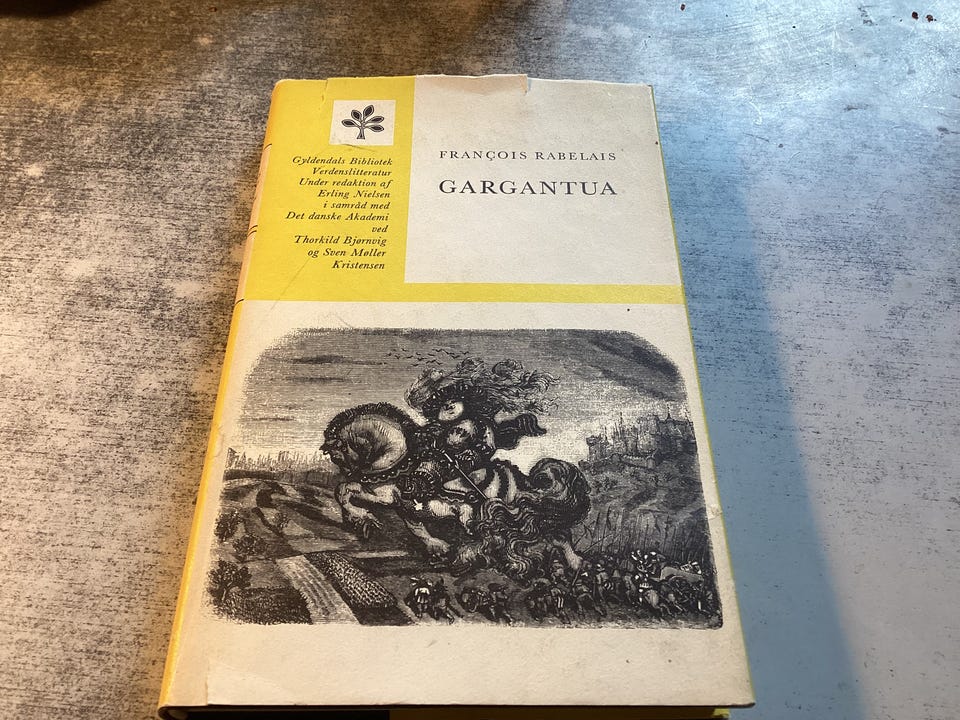 Gyldendals Bibliotek
Verdenslitteratur
Under redaktion af
Erling Nielsen
i samråd med
Det danske Akademi
ved
Thorkild Bjørnvig
og Sven Møller
Kristensen
FRANÇOIS RABELAIS
GARGANTUA